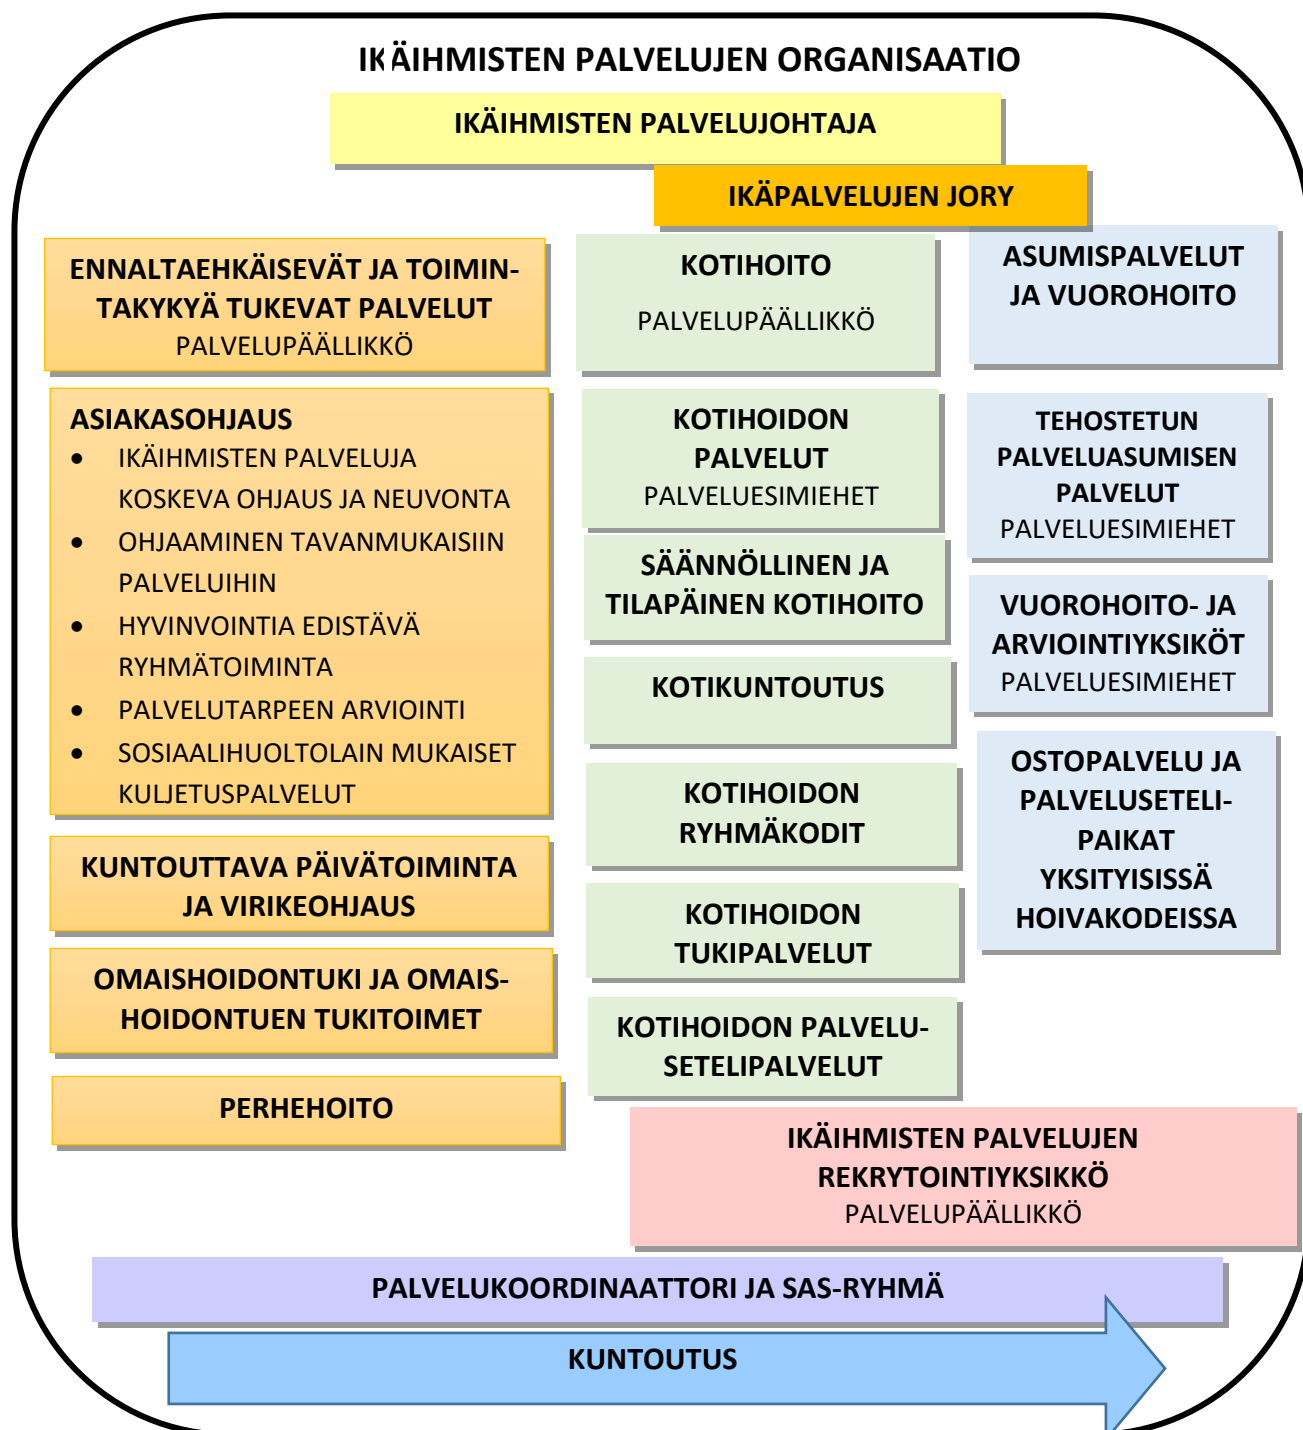 IKÄIHMISTEN PALVELUJEN ORGANISAATIO
IKÄIHMISTEN PALVELUJOHTAJA
IKÄPALVELUJEN JORY
ENNALTAEHKÄISEVÄT JA TOIMIN-
TAKYKYÄ TUKEVAT PALVELUT
PALVELUPÄÄLLIKKÖ
ASIAKASOHJAUS
• IKÄIHMISTEN PALVELUJA
KOSKEVA OHJAUS JA NEUVONTA
• OHJAAMINEN TAVANMUKAISIIN
PALVELUIHIN
• HYVINVOINTIA EDISTÄVÄ
RYHMÄTOIMINTA
• PALVELUTARPEEN ARVIOINTI
• SOSIAALIHUOLTOLAIN MUKAISET
KULJETUSPALVELUT
KUNTOUTTAVA PÄIVÄTOIMINTA
JA VIRIKEOHJAUS
OMAISHOIDONTUKI JA OMAIS-
HOIDONTUEN TUKITOIMET
PERHEHOITO
KOTIHOITO
PALVELUPÄÄLLIKKÖ
KOTIHOIDON
PALVELUT
PALVELUESIMIEHET
SÄÄNNÖLLINEN JA
TILAPÄINEN KOTIHOITO
KOTIKUNTOUTUS
KOTIHOIDON
RYHMÄKODIT
KOTIHOIDON
TUKIPALVELUT
KOTIHOIDON PALVELU-
SETELIPALVELUT
ASUMISPALVELUT
JA VUOROHOITO
TEHOSTETUN
PALVELUASUMISEN
PALVELUT
PALVELUESIMIEHET
VUOROHOITO- JA
ARVIOINTIYKSIKÖT
PALVELUESIMIEHET
OSTOPALVELU JA
PALVELUSETELI-
PAIKAT
YKSITYISISSÄ
HOIVAKODEISSA
IKÄIHMISTEN PALVELUJEN
REKRYTOINTIYKSIKKÖ
PALVELUPÄÄLLIKKÖ
PALVELUKOORDINAATTORI JA SAS-RYHMÄ
KUNTOUTUS